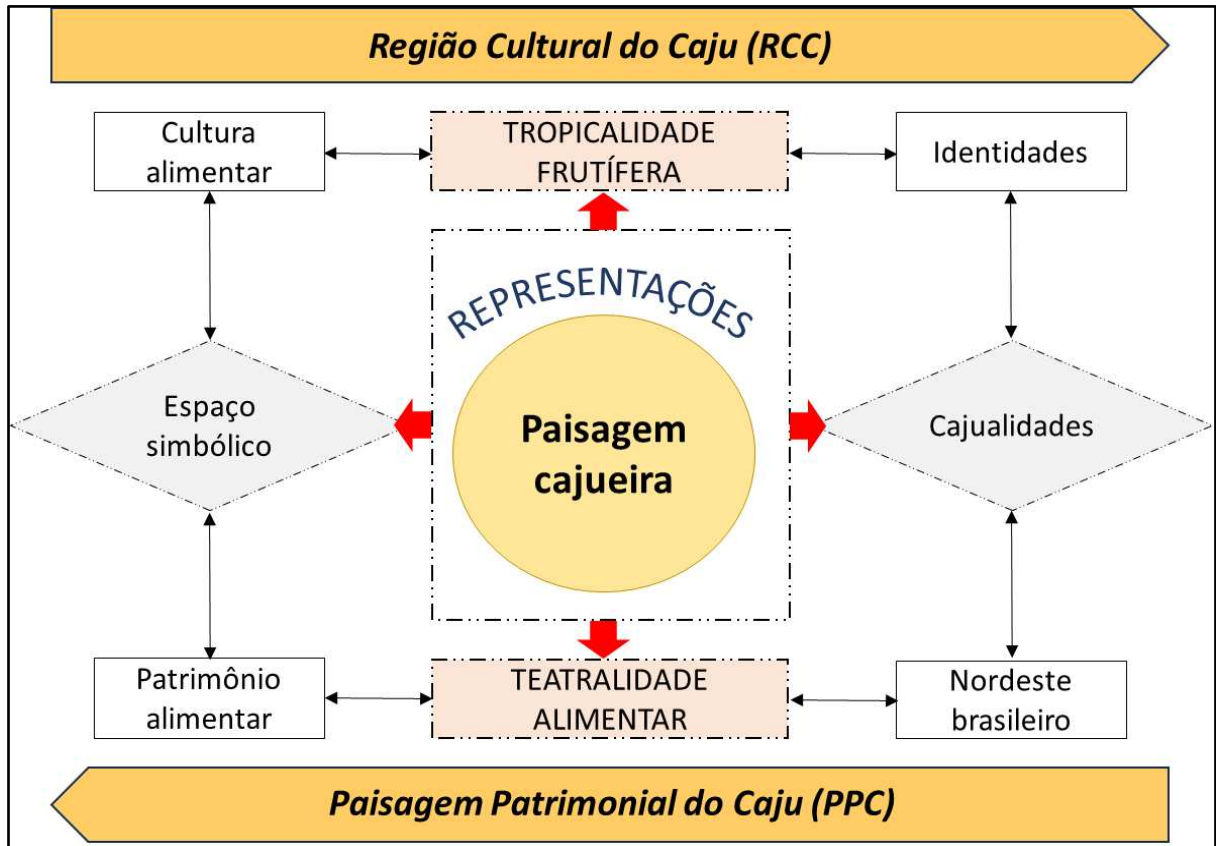 Região Cultural do Caju (RCC)
Cultura
alimentar
TROPICALIDADE
FRUTÍFERA
Identidades
REPRESENTAÇÕES
Espaço
simbólico
Paisagem
cajueira
Cajualidades
Patrimônio
alimentar
TEATRALIDADE
ALIMENTAR
Nordeste
brasileiro
Paisagem Patrimonial do Caju (PPC)